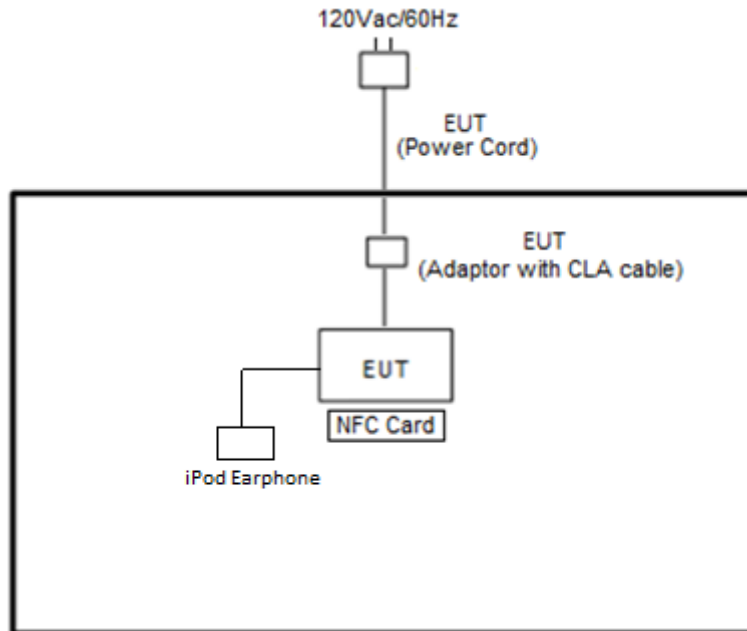 120Vac/60Hz
EUT
(Power Cord)
EUT
(Adaptor with CLA cable)
EUT
NFC Card
iPod Earphone